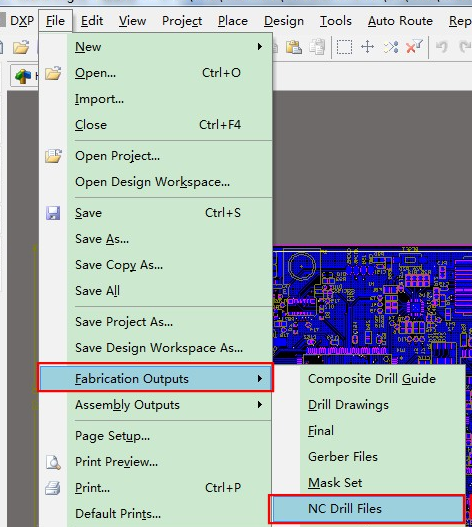 DXP File Edit View Project Place Design Tools Auto Route Rep
New
Open... Ctrl+O
Import...
Close Ctrl+F4
Open Project...
Open Design Workspace...
Save Ctrl+S
Save As...
Save Copy As...
Save All
Save Project As...
Save Design Workspace As...
Fabrication Outputs
Assembly Outputs
Page Setup...
Print Preview...
Print... Ctrl+P
Default Prints...
Composite Drill Guide
Drill Drawings
Final
Gerber Files
Mask Set
NC Drill Files